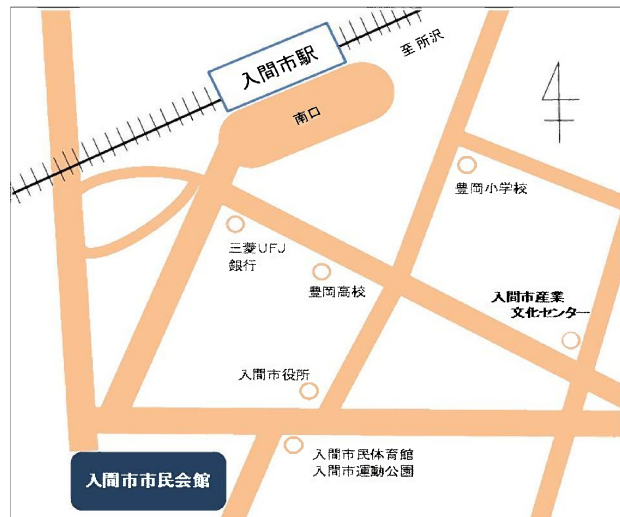 入間市駅
至 所沢
南口
豊岡小学校
三菱UFJ
銀行
豊岡高校
入間市産業
文化センター
入間市役所
入間市民体育館
入間市運動公園
入間市市民会館